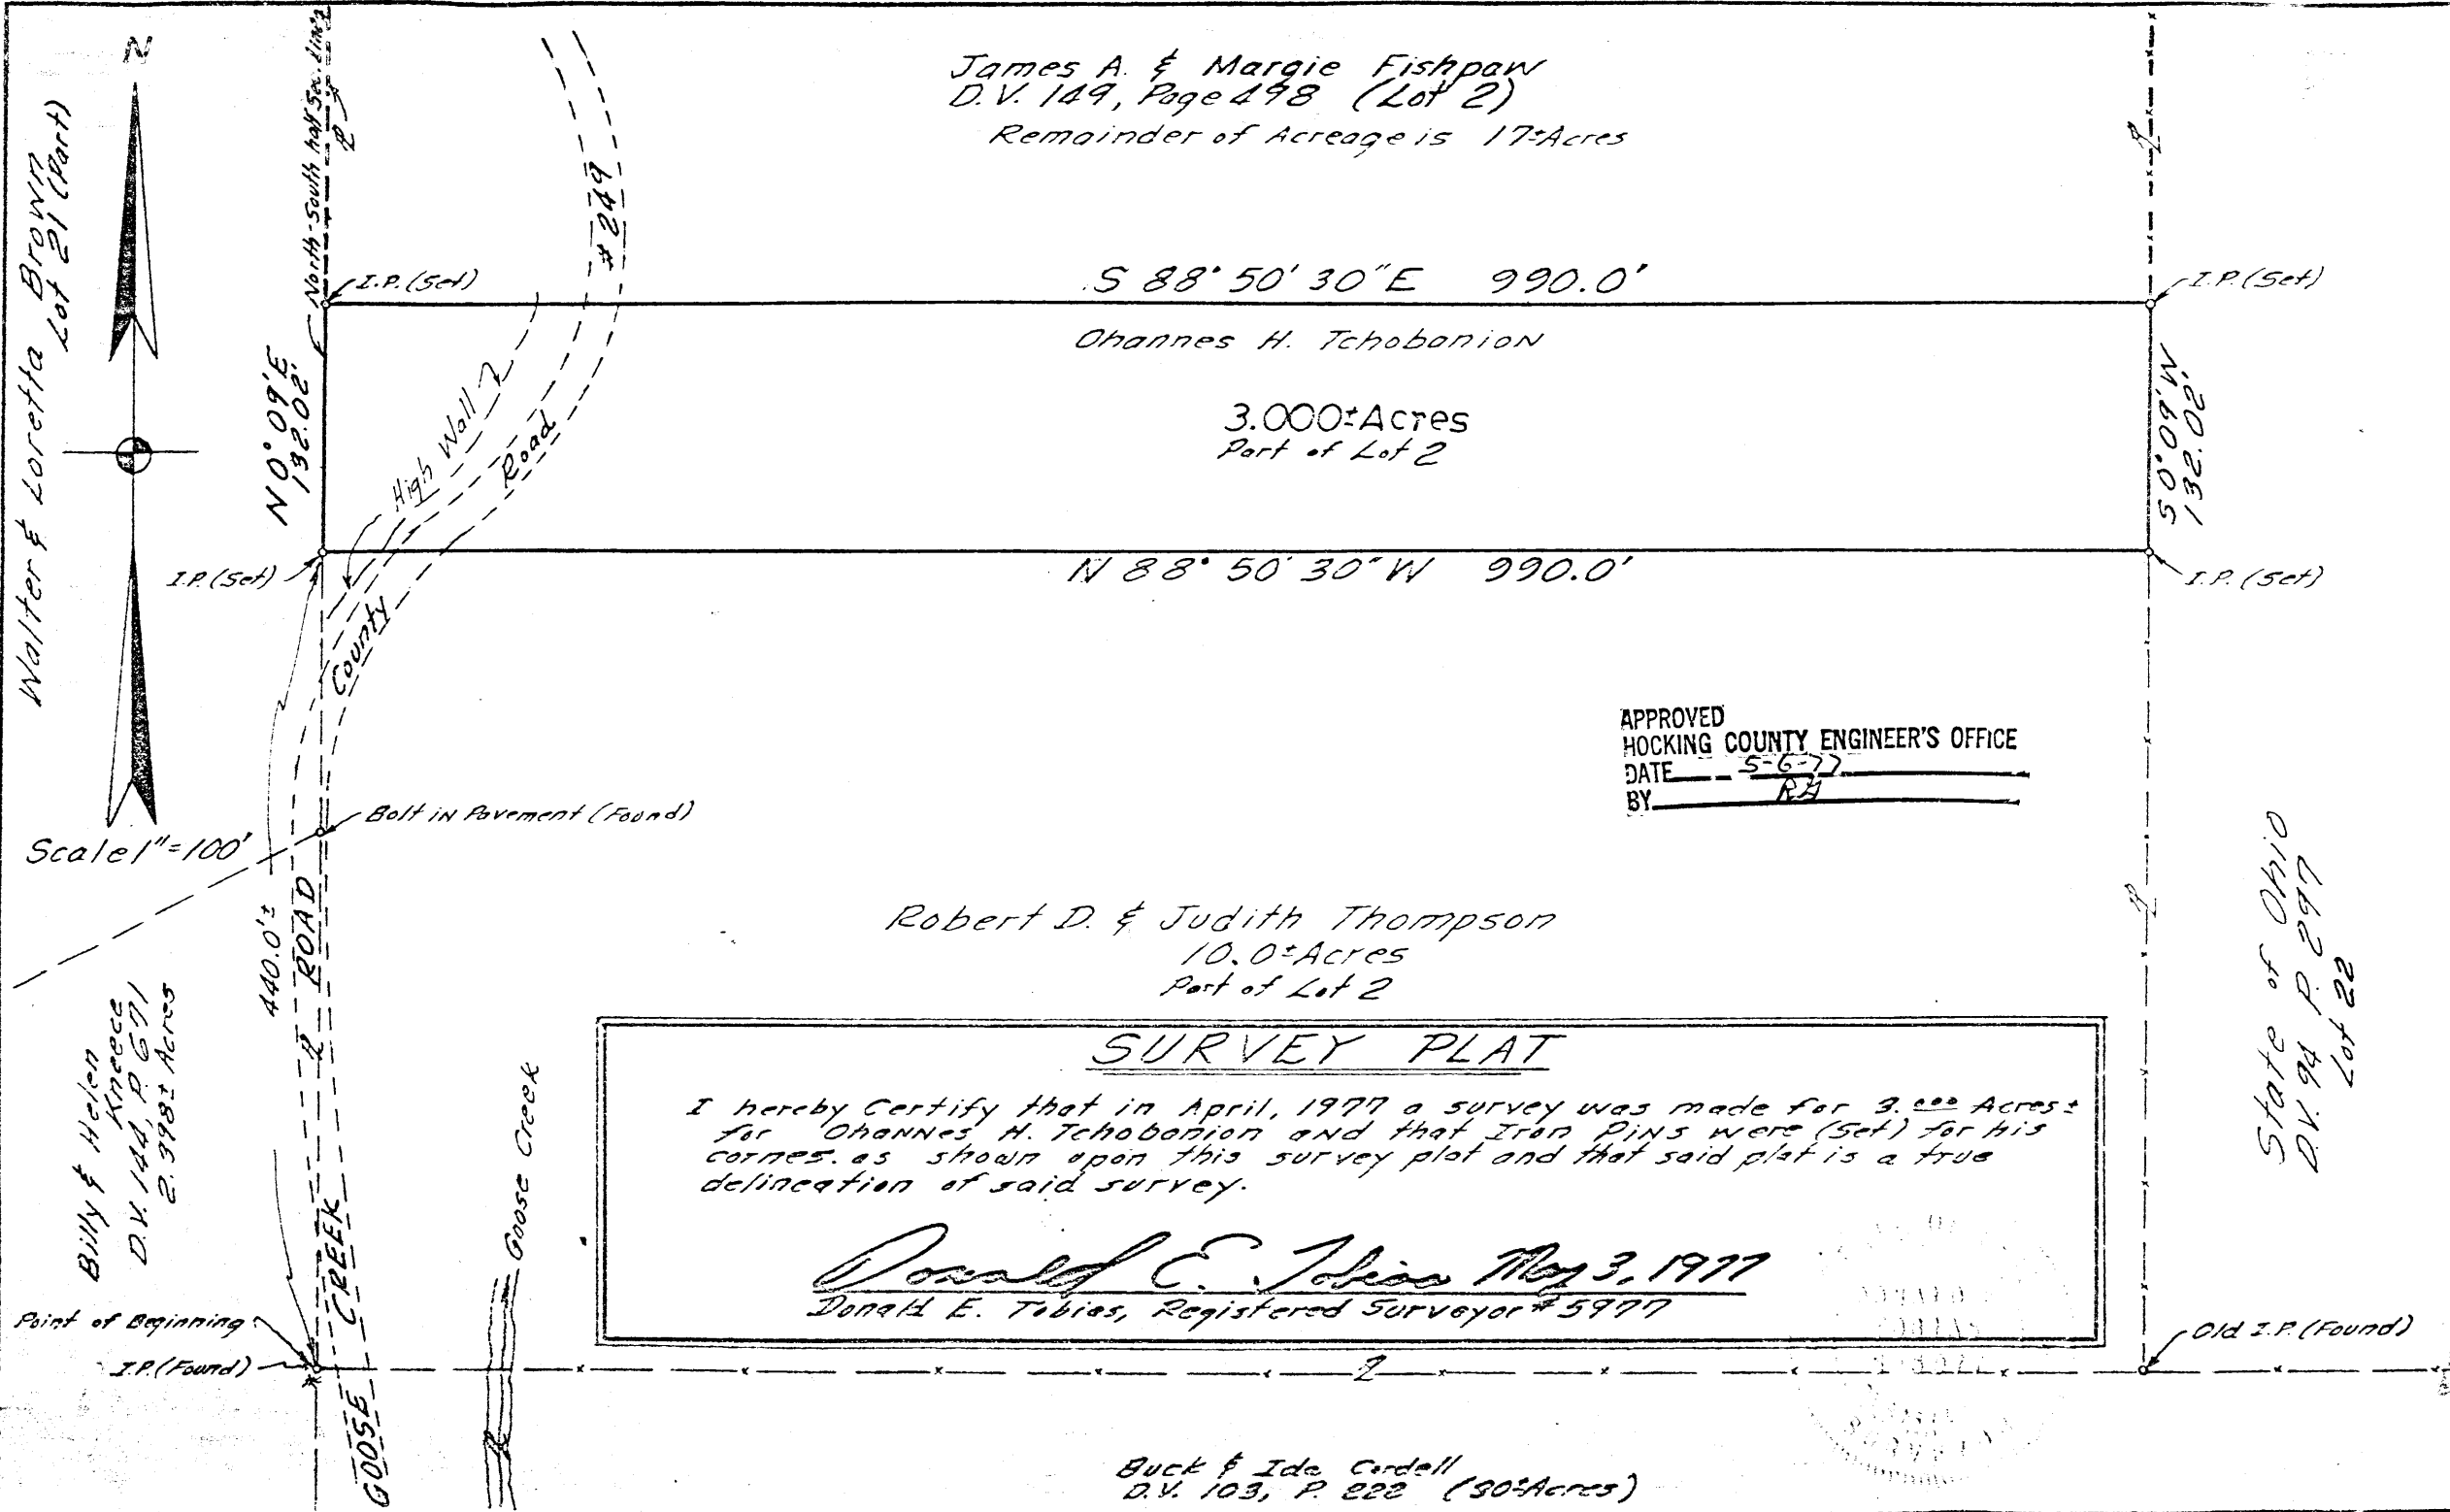 N
North-South half Sec. Line
James A. & Margie Fishpaw
D.V. 149, Page 498 (Lot 2)
Remainder of Acreage is 17± Acres
Walter & Loretta Brown
Lot 21 (Part)
# 249
I.P. (Set)
S 88° 50' 30" E 990.0'
I.P. (Set)
Ohannes H. Tchobanion
3.000± Acres
Part of Lot 2
N 0° 09' E
132.02'
High Wall
Road
S 0° 09' W
132.02'
I.P. (Set)
N 88° 50' 30" W 990.0'
I.P. (Set)
County
APPROVED
HOCKING COUNTY ENGINEER'S OFFICE
DATE 5-6-77
BY
Bolt in Pavement (Found)
Scale 1"=100'
440.0'±
ROAD
Robert D. & Judith Thompson
10.0± Acres
Part of Lot 2
State of Ohio
D.V. 94 P. 297
Lot 22
Billy & Helen
Kneece
D.V. 144, P. 671
2.398± Acres
SURVEY PLAT
I hereby Certify that in April, 1977 a survey was made for 3.000 Acres±
for Ohannes H. Tchobanion and that Iron Pins were (Set) for his
cornes. as shown upon this survey plat and that said plat is a true
delineation of said survey.
Donald E. Tobias May 3, 1977
Donald E. Tobias, Registered Surveyor # 5977
Goose Creek
GOOSE CREEK
Point of Beginning
I.P. (Found)
Old I.P. (Found)
Buck & Ida Cordell
D.V. 103, P. 222